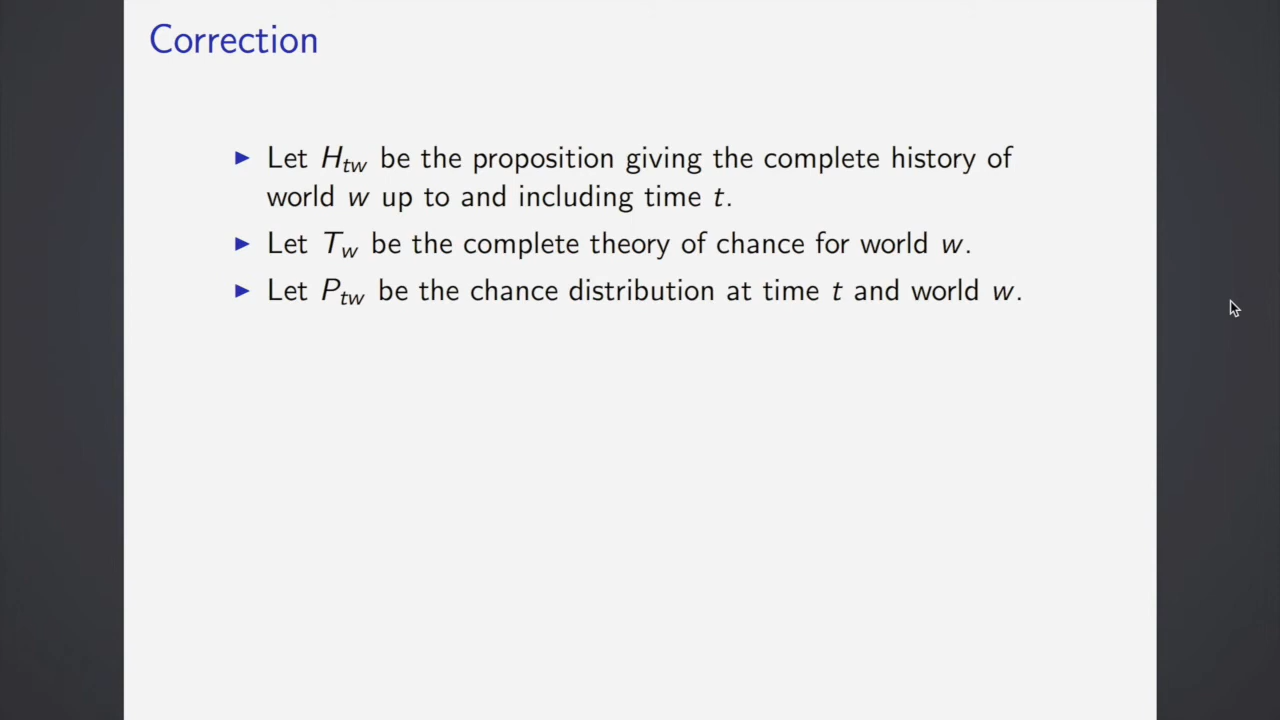 Correction
▶ Let H_tw be the proposition giving the complete history of
world w up to and including time t.
▶ Let T_w be the complete theory of chance for world w.
▶ Let P_tw be the chance distribution at time t and world w.